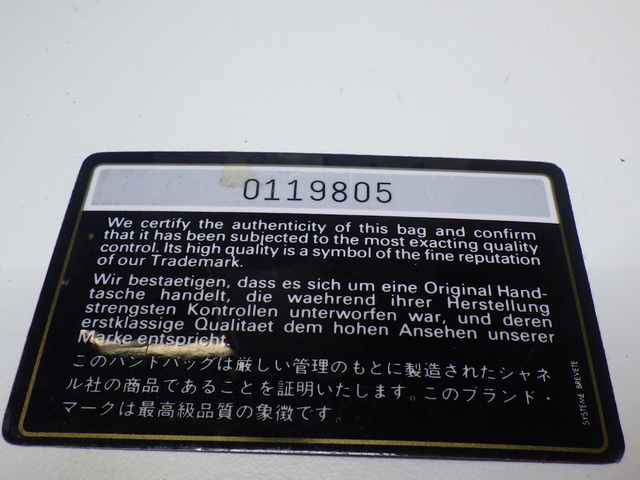 0119805
We certify the authenticity of this bag and confirm
that it has been subjected to the most exacting quality
control. Its high quality is a symbol of the fine reputation
of our Trademark.
Wir bestaetigen, dass es sich um eine Original Hand-
tasche handelt, die waehrend ihrer Herstellung
strengsten Kontrollen unterworfen war, und deren
erstklassige Qualitaet dem hohen Ansehen unserer
Marke entspricht.
このハンドバッグは厳しい管理のもとに製造されたシャネ
ル社の商品であることを証明いたします。このブランド・
マークは最高級品質の象徴です。
SYSTEME BREVETE